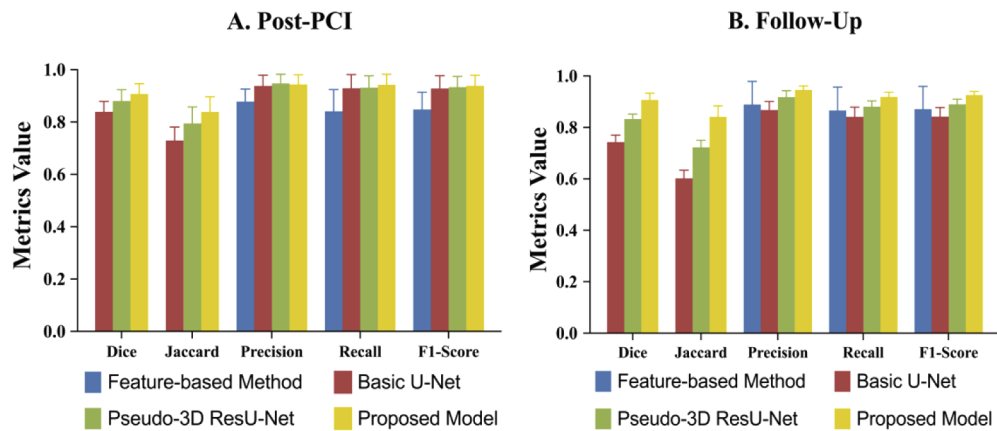 A. Post-PCI
Metrics Value
1.0
0.8
0.6
0.4
0.2
0.0
Dice Jaccard Precision Recall F1-Score
Feature-based Method Basic U-Net
Pseudo-3D ResU-Net Proposed Model
B. Follow-Up
Metrics Value
1.0
0.8
0.6
0.4
0.2
0.0
Dice Jaccard Precision Recall F1-Score
Feature-based Method Basic U-Net
Pseudo-3D ResU-Net Proposed Model